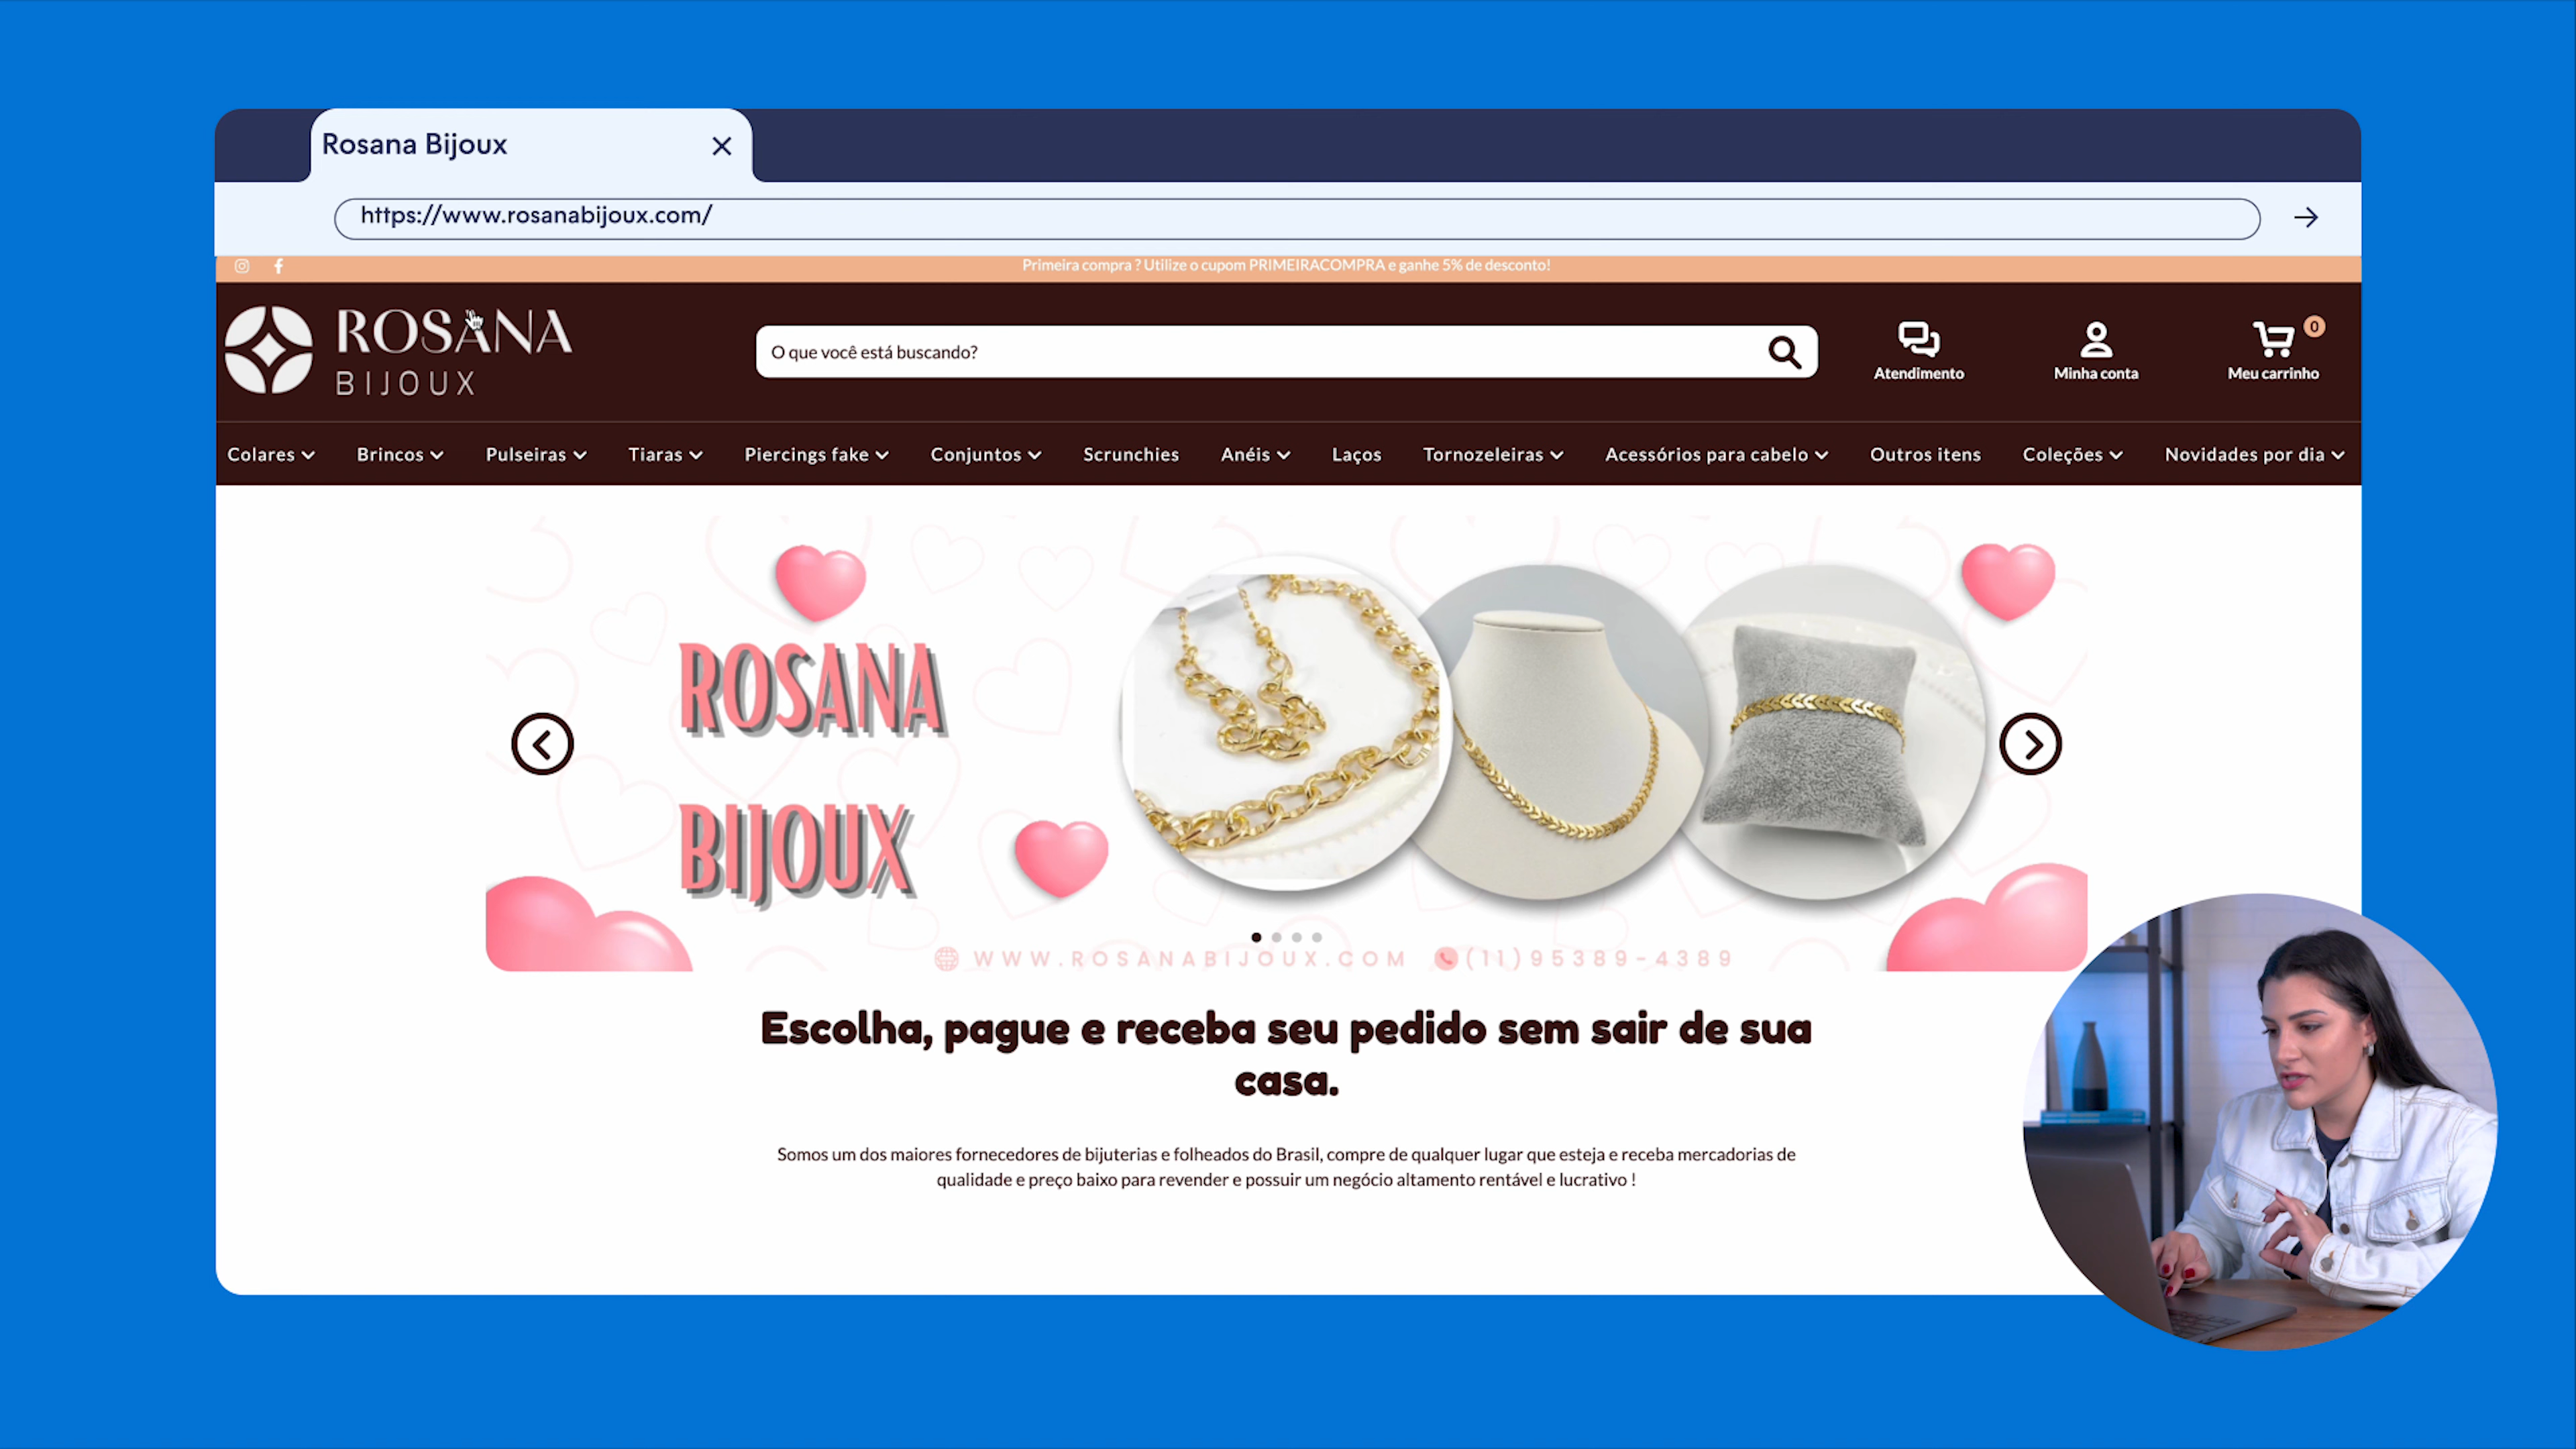 Rosana Bijoux
https://www.rosanabijoux.com/
Primeira compra ? Utilize o cupom PRIMEIRACOMPRA e ganhe 5% de desconto!
ROSANA
BIJOUX
O que você está buscando?
Atendimento
Minha conta
0
Meu carrinho
Colares Brincos Pulseiras Tiaras Piercings fake Conjuntos Scrunchies Anéis Laços Tornozeleiras Acessórios para cabelo Outros itens Coleções Novidades por dia
ROSANA
BIJOUX
WWW.ROSANABIJOUX.COM (11)95389-4389
Escolha, pague e receba seu pedido sem sair de sua
casa.
Somos um dos maiores fornecedores de bijuterias e folheados do Brasil, compre de qualquer lugar que esteja e receba mercadorias de
qualidade e preço baixo para revender e possuir um negócio altamento rentável e lucrativo !